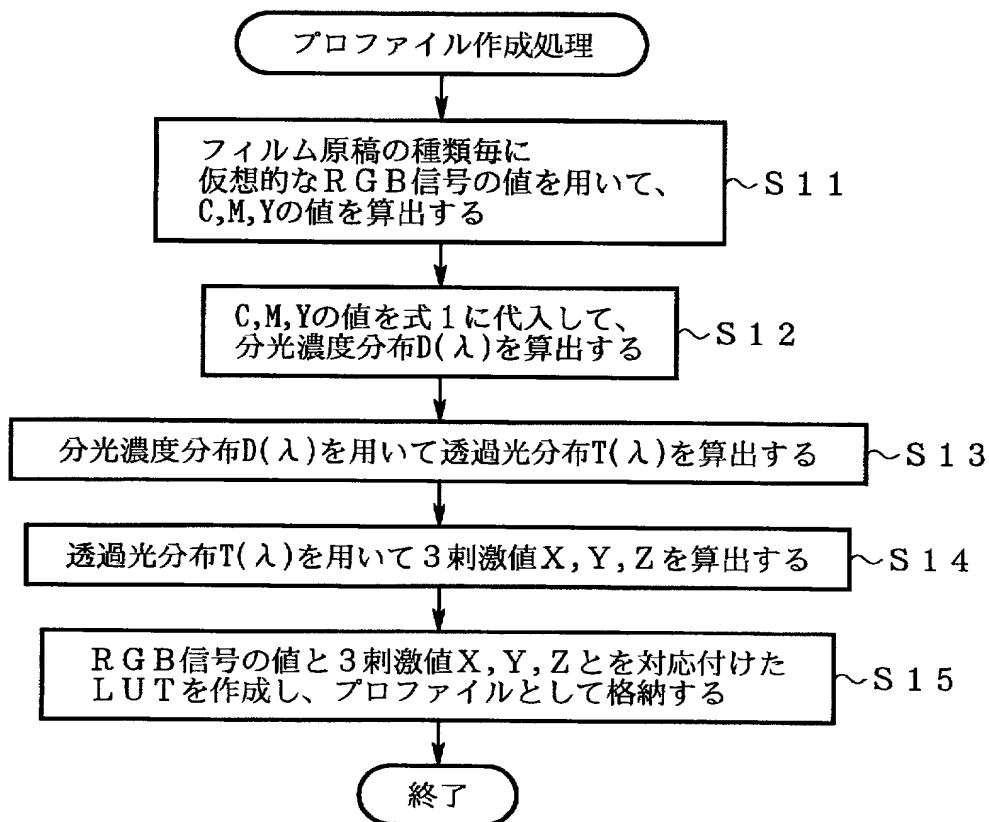 プロファイル作成処理
フィルム原稿の種類毎に
仮想的なRGB信号の値を用いて、
C,M,Yの値を算出する
～S11
C,M,Yの値を式1に代入して、
分光濃度分布D(λ)を算出する
～S12
分光濃度分布D(λ)を用いて透過光分布T(λ)を算出する
～S13
透過光分布T(λ)を用いて3刺激値X,Y,Zを算出する
～S14
RGB信号の値と3刺激値X,Y,Zとを対応付けた
LUTを作成し、プロファイルとして格納する
～S15
終了